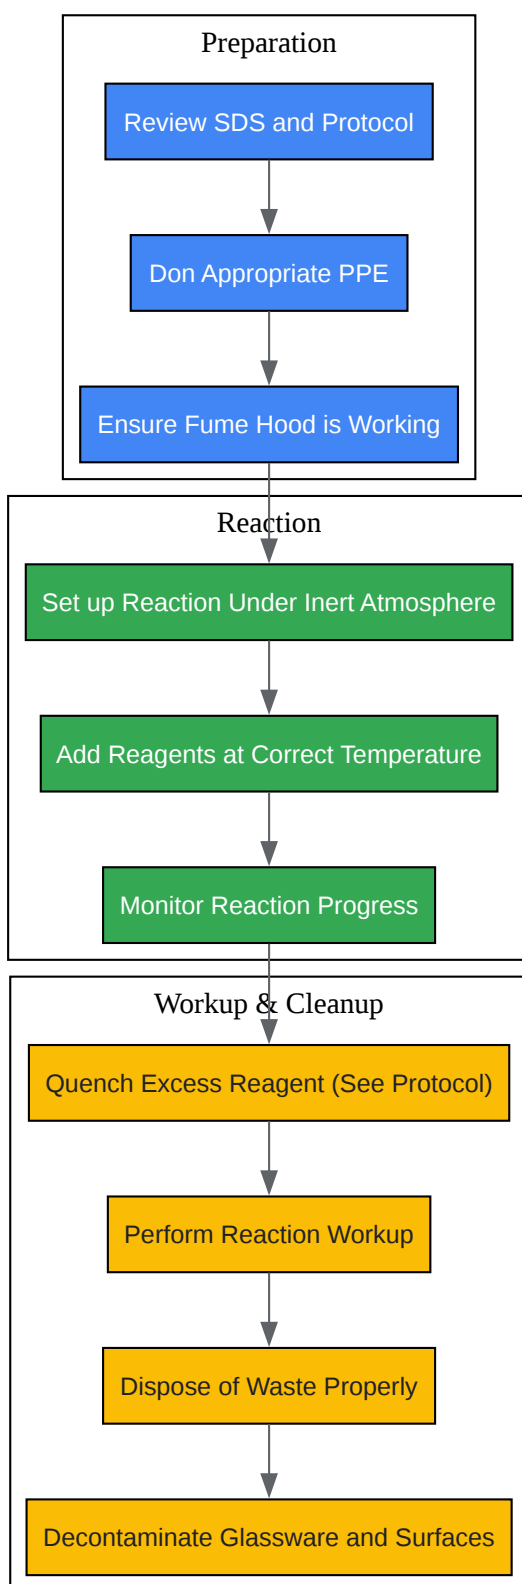 Preparation
Review SDS and Protocol
Don Appropriate PPE
Ensure Fume Hood is Working
Reaction
Set up Reaction Under Inert Atmosphere
Add Reagents at Correct Temperature
Monitor Reaction Progress
Workup & Cleanup
Quench Excess Reagent (See Protocol)
Perform Reaction Workup
Dispose of Waste Properly
Decontaminate Glassware and Surfaces